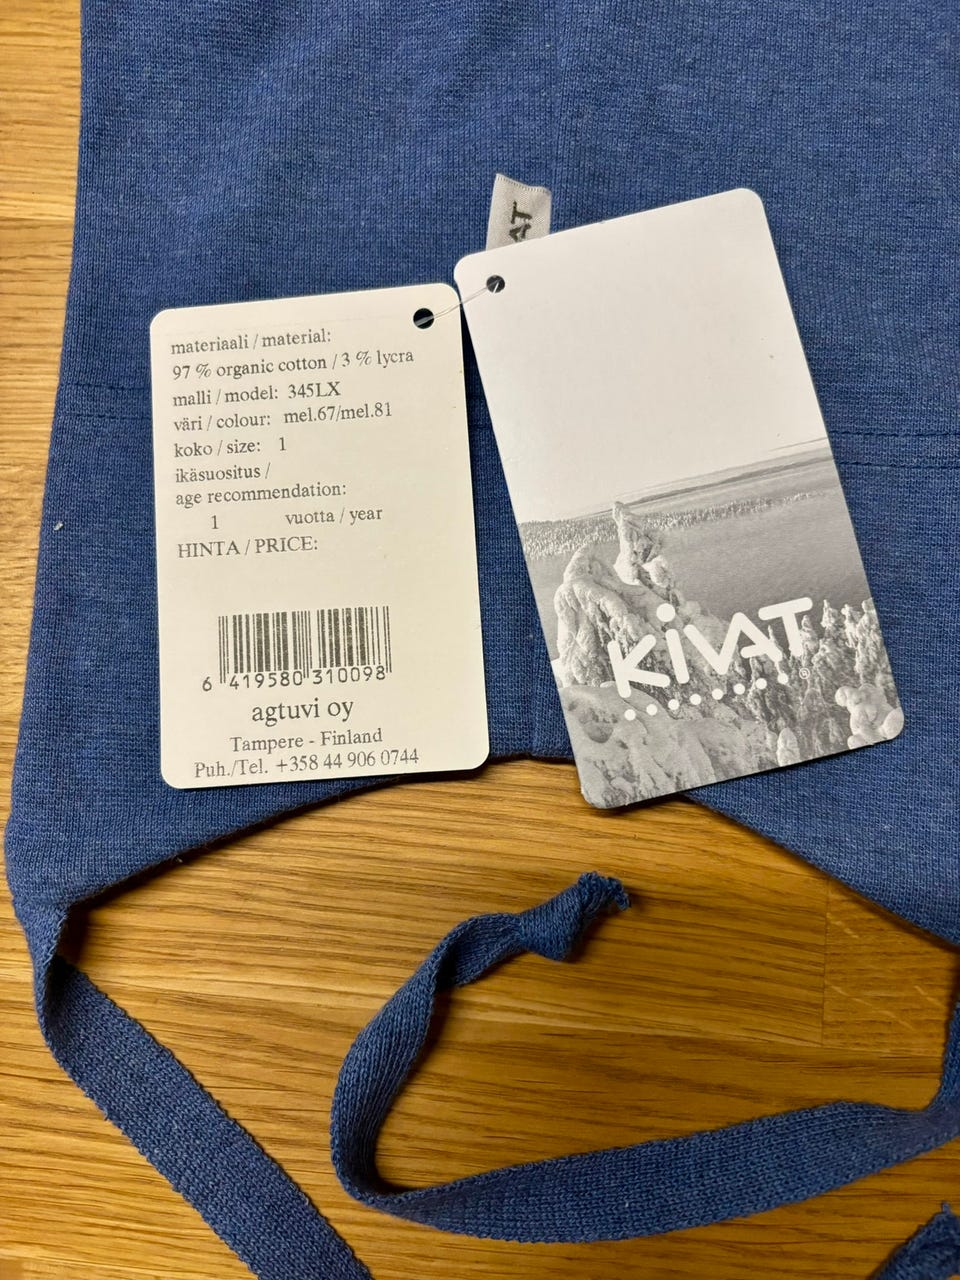 AT
materiaali / material:
97 % organic cotton / 3 % lycra
malli / model: 345LX
väri / colour: mel.67/mel.81
koko / size: 1
ikäsuositus /
age recommendation:
1 vuotta / year
HINTA / PRICE:
6 419580 310098
agtuvi oy
Tampere - Finland
Puh./Tel. +358 44 906 0744
KiVAT
®